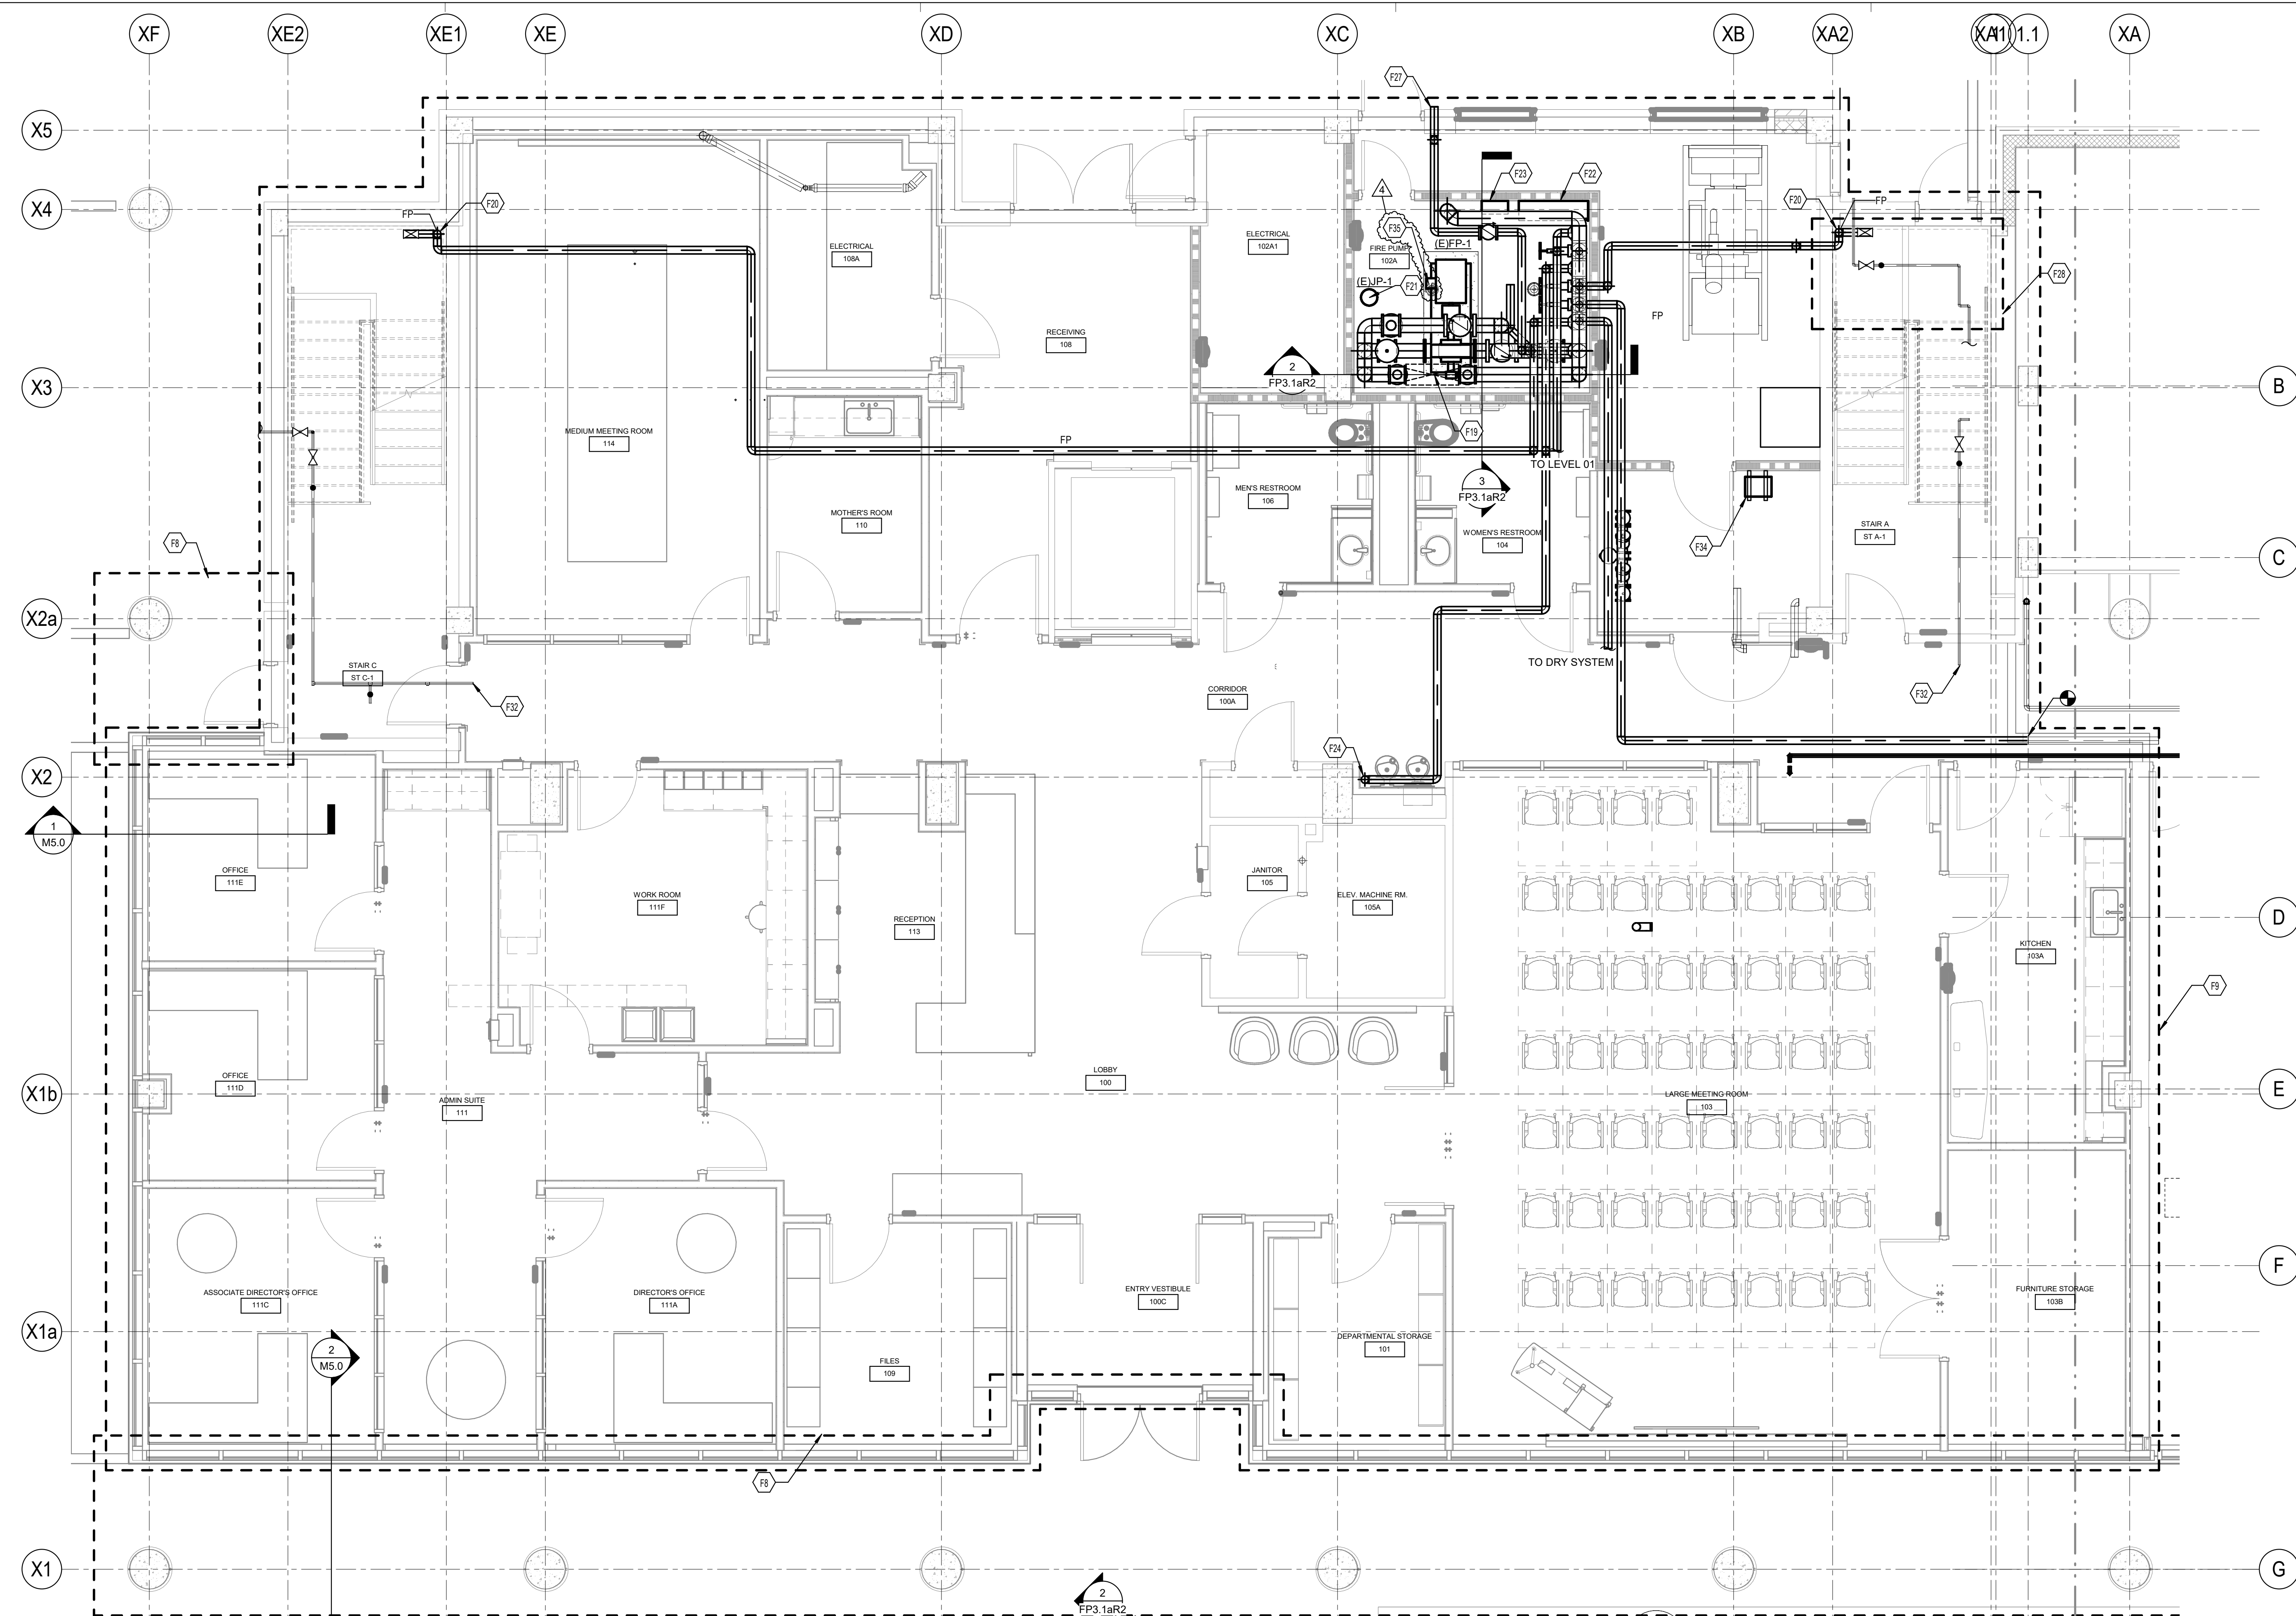 XF
XE2
XE1
XE
XD
XC
XB
XA2
1.1
XA
F27
X5
F23
F22
4
X4
FP
F20
F20
FP
F35
ELECTRICAL
108A
ELECTRICAL
102A1
FIRE PUMP
102A
(E)FP-1
(E)JP-1
F21
F28
FP
RECEIVING
108
2
FP3.1aR2
X3
B
MEDIUM MEETING ROOM
114
FP
F19
TO LEVEL 01
3
FP3.1aR2
MEN'S RESTROOM
106
MOTHER'S ROOM
110
WOMEN'S RESTROOM
104
STAIR A
ST A-1
F8
F34
C
X2a
STAIR C
ST C-1
TO DRY SYSTEM
F32
F32
CORRIDOR
100A
F24
X2
1
M5.0
OFFICE
111E
JANITOR
105
WORK ROOM
111F
ELEV. MACHINE RM.
105A
RECEPTION
113
D
KITCHEN
103A
F9
OFFICE
111D
LOBBY
100
X1b
E
ADMIN SUITE
111
LARGE MEETING ROOM
103
F
ASSOCIATE DIRECTOR'S OFFICE
111C
DIRECTOR'S OFFICE
111A
ENTRY VESTIBULE
100C
FURNITURE STORAGE
103B
X1a
DEPARTMENTAL STORAGE
101
2
M5.0
FILES
109
F8
X1
G
2
FP3.1aR2